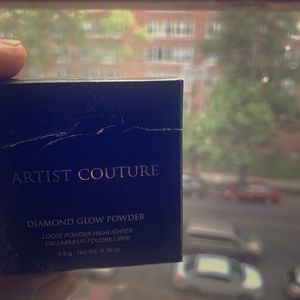 ARTIST COUTURE
DIAMOND GLOW POWDER
LOOSE POWDER HIGHLIGHTER
ENLUMINEUR POUDRE LIBRE
4.5 g - Net Wt. 0.16 oz